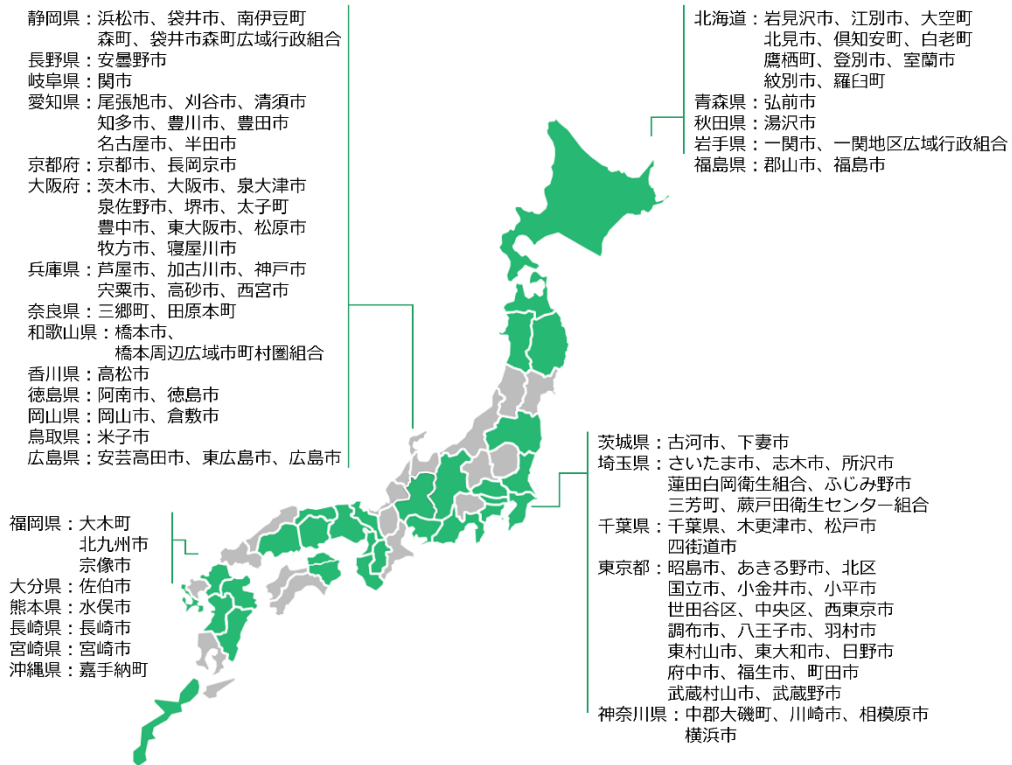 静岡県：浜松市、袋井市、南伊豆町
森町、袋井市森町広域行政組合
長野県：安曇野市
岐阜県：関市
愛知県：尾張旭市、刈谷市、清須市
知多市、豊川市、豊田市
名古屋市、半田市
京都府：京都市、長岡京市
大阪府：茨木市、大阪市、泉大津市
泉佐野市、堺市、太子町
豊中市、東大阪市、松原市
牧方市、寝屋川市
兵庫県：芦屋市、加古川市、神戸市
宍粟市、高砂市、西宮市
奈良県：三郷町、田原本町
和歌山県：橋本市、
橋本周辺広域市町村圏組合
香川県：高松市
徳島県：阿南市、徳島市
岡山県：岡山市、倉敷市
鳥取県：米子市
広島県：安芸高田市、東広島市、広島市
福岡県：大木町
北九州市
宗像市
大分県：佐伯市
熊本県：水俣市
長崎県：長崎市
宮崎県：宮崎市
沖縄県：嘉手納町
北海道：岩見沢市、江別市、大空町
北見市、倶知安町、白老町
鷹栖町、登別市、室蘭市
紋別市、羅臼町
青森県：弘前市
秋田県：湯沢市
岩手県：一関市、一関地区広域行政組合
福島県：郡山市、福島市
茨城県：古河市、下妻市
埼玉県：さいたま市、志木市、所沢市
蓮田白岡衛生組合、ふじみ野市
三芳町、蕨戸田衛生センター組合
千葉県：千葉県、木更津市、松戸市
四街道市
東京都：昭島市、あきる野市、北区
国立市、小金井市、小平市
世田谷区、中央区、西東京市
調布市、八王子市、羽村市
東村山市、東大和市、日野市
府中市、福生市、町田市
武蔵村山市、武蔵野市
神奈川県：中郡大磯町、川崎市、相模原市
横浜市